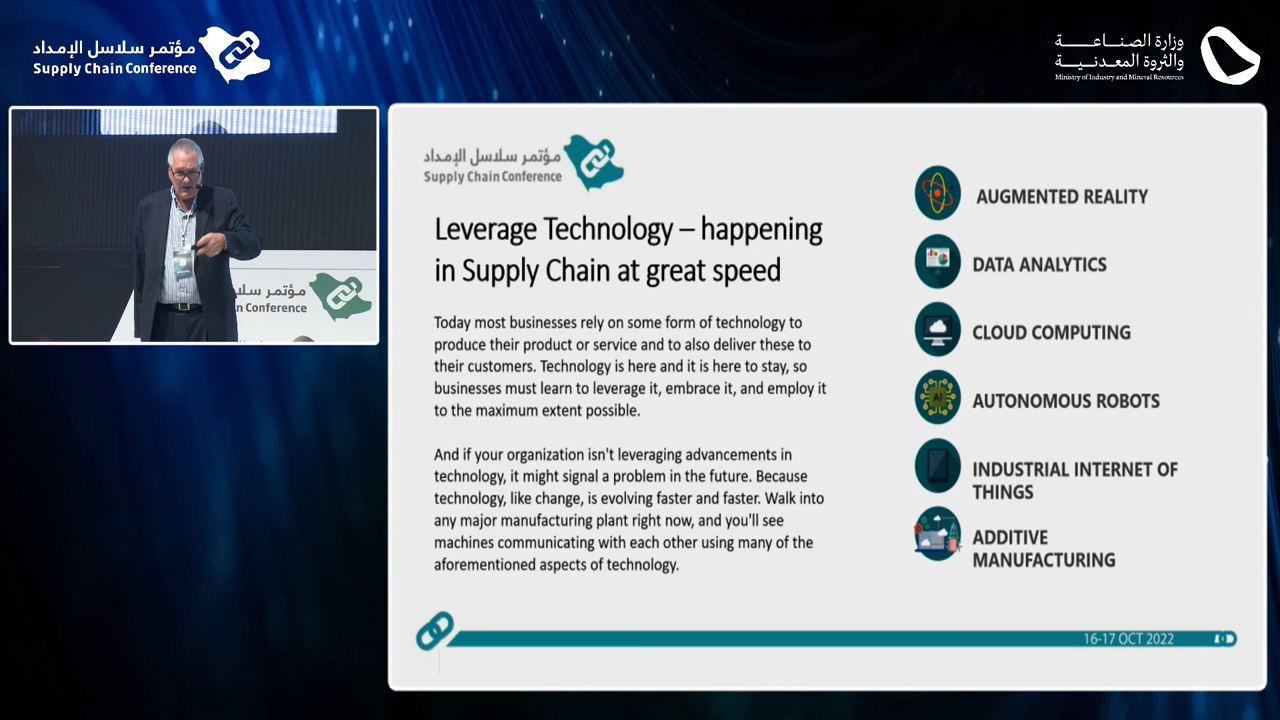 مؤتمر سلاسل الإمداد
Supply Chain Conference
وزارة الصناعة
والثروة المعدنية
Ministry of Industry and Mineral Resources
مؤتمر سلا
n Conference
مؤتمر سلاسل الإمداد
Supply Chain Conference
Leverage Technology – happening
in Supply Chain at great speed
Today most businesses rely on some form of technology to
produce their product or service and to also deliver these to
their customers. Technology is here and it is here to stay, so
businesses must learn to leverage it, embrace it, and employ it
to the maximum extent possible.
And if your organization isn't leveraging advancements in
technology, it might signal a problem in the future. Because
technology, like change, is evolving faster and faster. Walk into
any major manufacturing plant right now, and you'll see
machines communicating with each other using many of the
aforementioned aspects of technology.
AUGMENTED REALITY
DATA ANALYTICS
CLOUD COMPUTING
AI
AUTONOMOUS ROBOTS
INDUSTRIAL INTERNET OF
THINGS
ADDITIVE
MANUFACTURING
16-17 OCT 2022